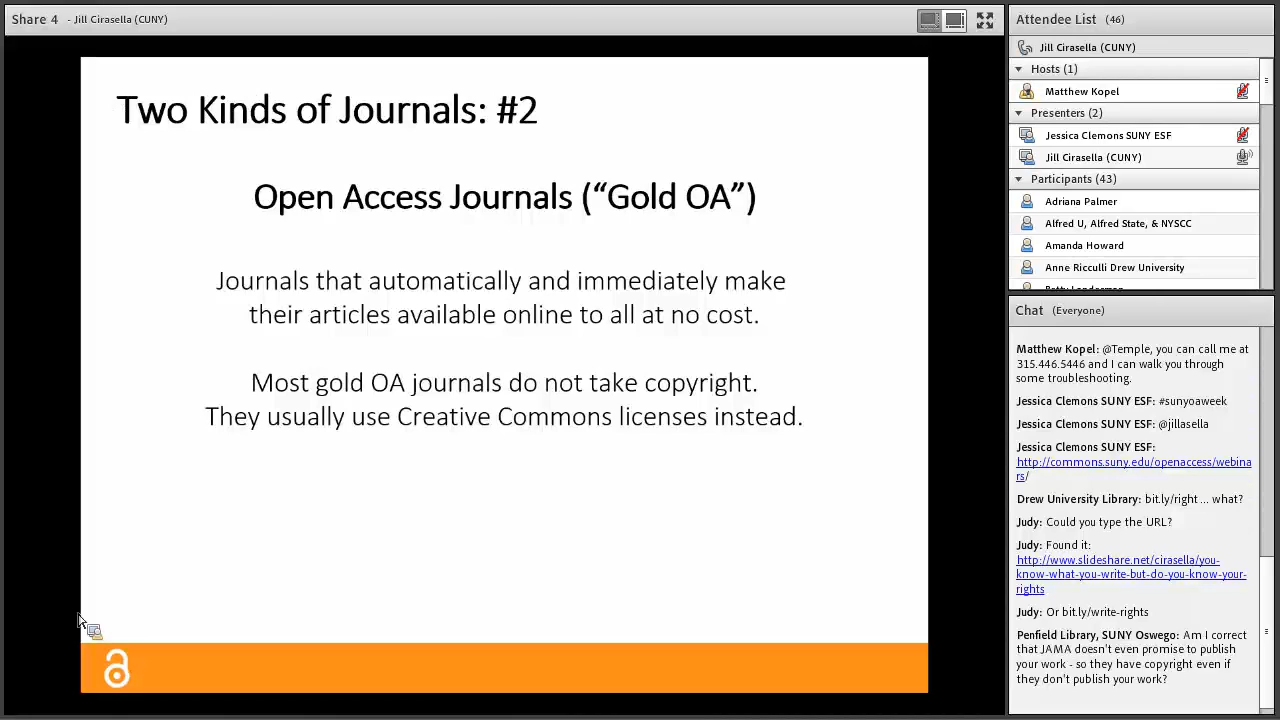 Share 4 - Jill Cirasella (CUNY)
Two Kinds of Journals: #2
Open Access Journals (“Gold OA”)
Journals that automatically and immediately make
their articles available online to all at no cost.
Most gold OA journals do not take copyright.
They usually use Creative Commons licenses instead.
Attendee List (46)
Jill Cirasella (CUNY)
Hosts (1)
Matthew Kopel
Presenters (2)
Jessica Clemons SUNY ESF
Jill Cirasella (CUNY)
Participants (43)
Adriana Palmer
Alfred U, Alfred State, & NYSCC
Amanda Howard
Anne Ricculli Drew University
Chat (Everyone)
Matthew Kopel: @Temple, you can call me at
315.446.5446 and I can walk you through
some troubleshooting.
Jessica Clemons SUNY ESF: #sunyoaweek
Jessica Clemons SUNY ESF: @jillasella
Jessica Clemons SUNY ESF:
http://commons.suny.edu/openaccess/webina
rs/
Drew University Library: bit.ly/right ... what?
Judy: Could you type the URL?
Judy: Found it:
http://www.slideshare.net/cirasella/you-
know-what-you-write-but-do-you-know-your-
rights
Judy: Or bit.ly/write-rights
Penfield Library, SUNY Oswego: Am I correct
that JAMA doesn't even promise to publish
your work - so they have copyright even if
they don't publish your work?